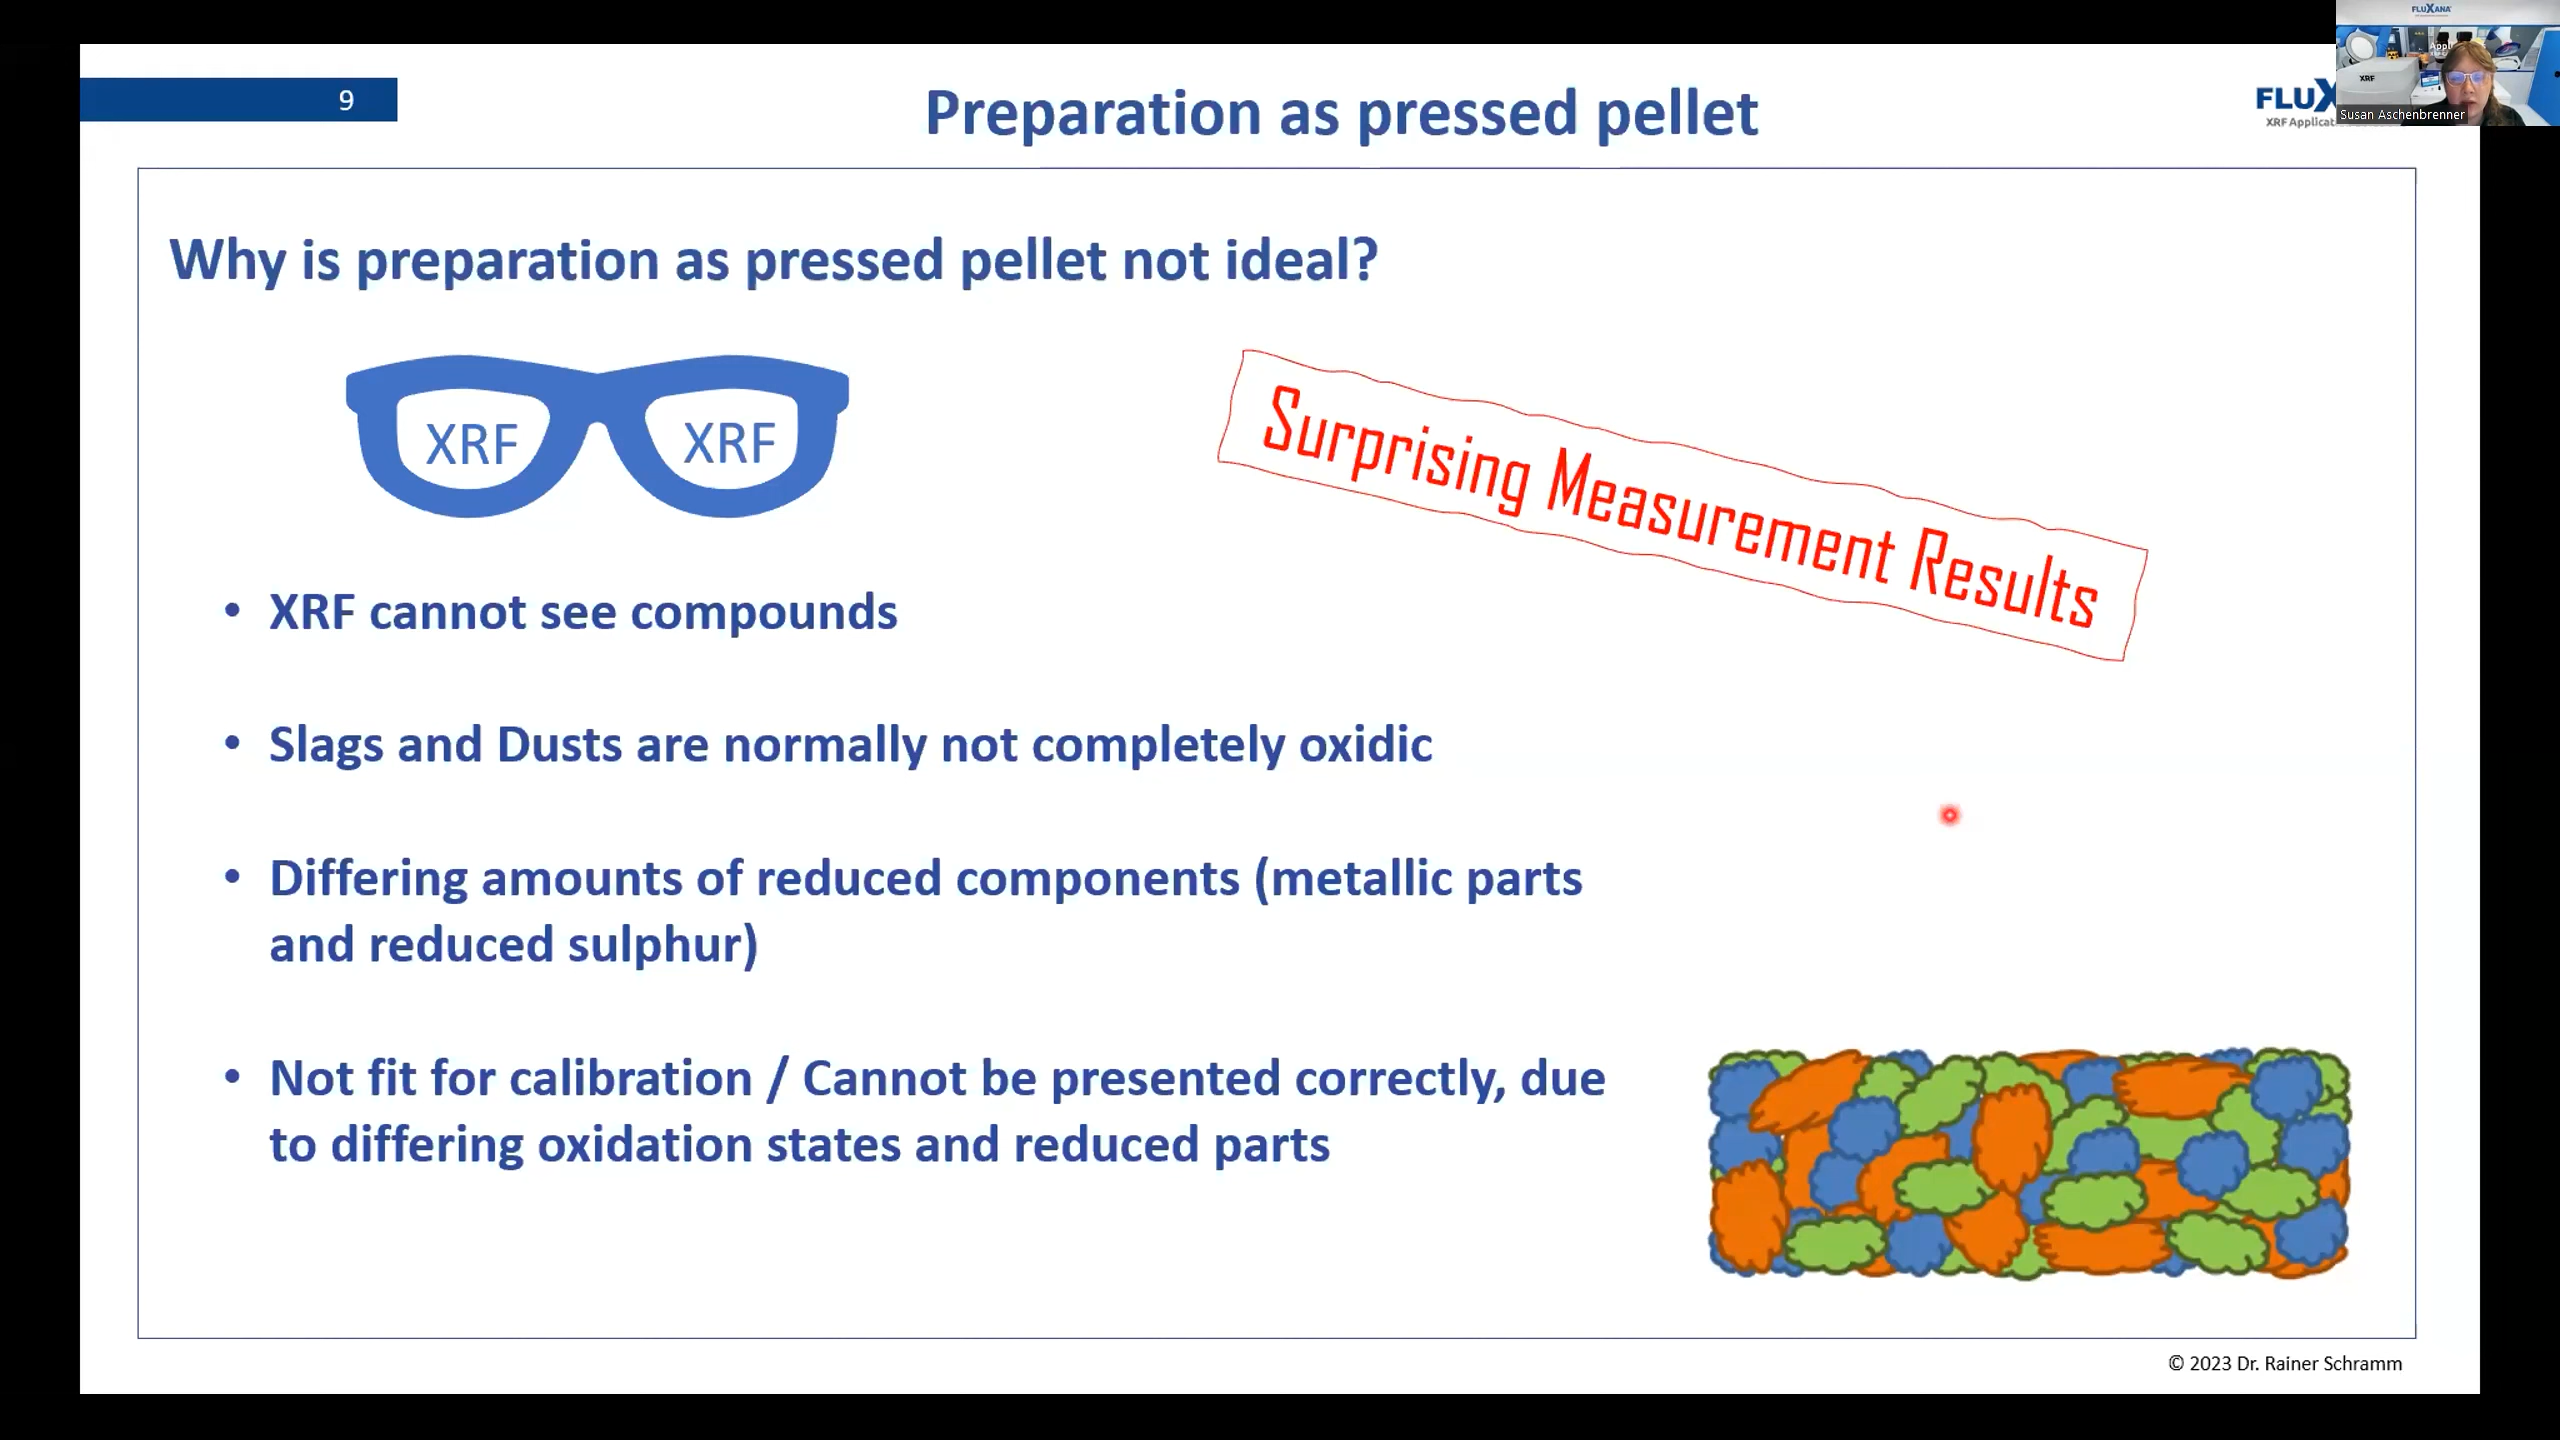 9
Preparation as pressed pellet
FLUXANA
XRF
Susan Aschenbrenner
Why is preparation as pressed pellet not ideal?
XRF XRF
Surprising Measurement Results
• XRF cannot see compounds
• Slags and Dusts are normally not completely oxidic
• Differing amounts of reduced components (metallic parts
and reduced sulphur)
• Not fit for calibration / Cannot be presented correctly, due
to differing oxidation states and reduced parts
© 2023 Dr. Rainer Schramm